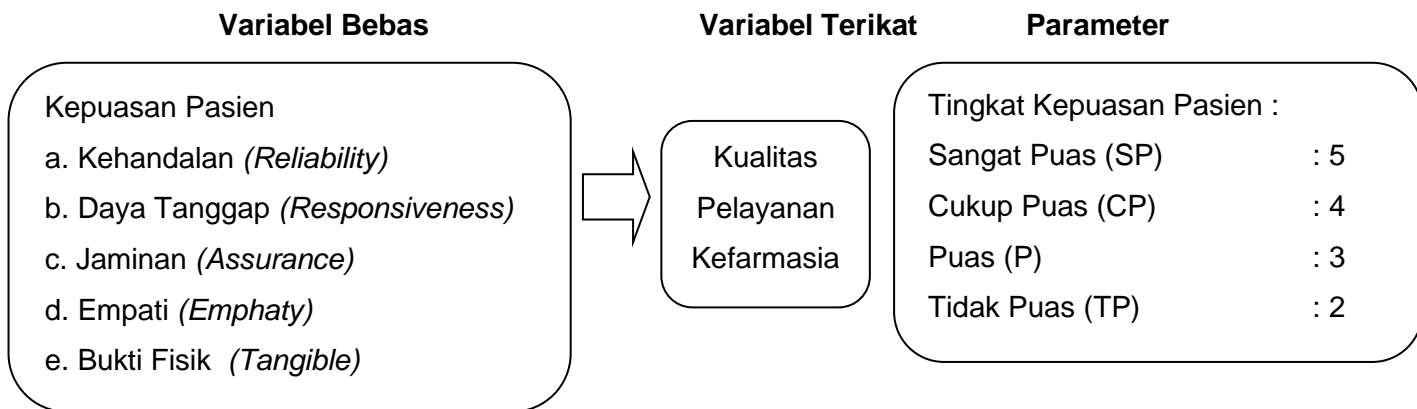 Variabel Bebas Variabel Terikat Parameter
Kepuasan Pasien
a. Kehandalan (Reliability)
b. Daya Tanggap (Responsiveness)
c. Jaminan (Assurance)
d. Empati (Emphaty)
e. Bukti Fisik (Tangible)
Kualitas
Pelayanan
Kefarmasia
Tingkat Kepuasan Pasien :
Sangat Puas (SP) : 5
Cukup Puas (CP) : 4
Puas (P) : 3
Tidak Puas (TP) : 2